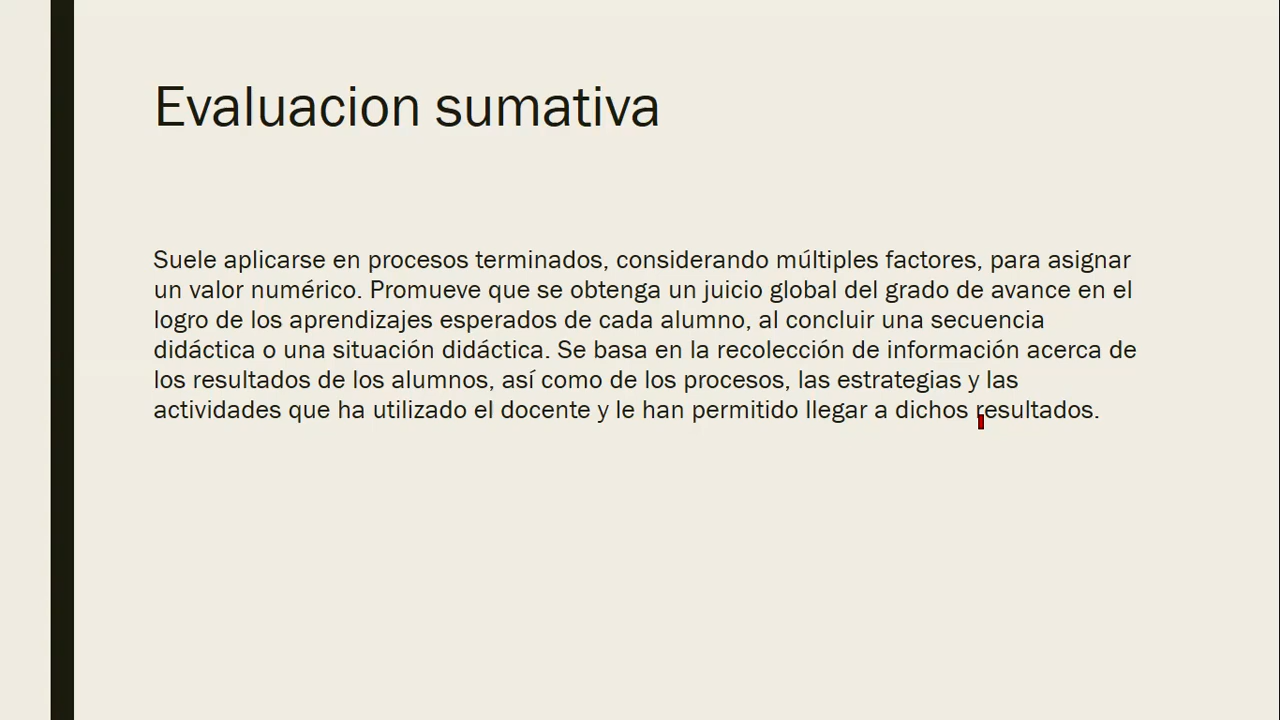 Evaluacion sumativa
Suele aplicarse en procesos terminados, considerando múltiples factores, para asignar
un valor numérico. Promueve que se obtenga un juicio global del grado de avance en el
logro de los aprendizajes esperados de cada alumno, al concluir una secuencia
didáctica o una situación didáctica. Se basa en la recolección de información acerca de
los resultados de los alumnos, así como de los procesos, las estrategias y las
actividades que ha utilizado el docente y le han permitido llegar a dichos resultados.